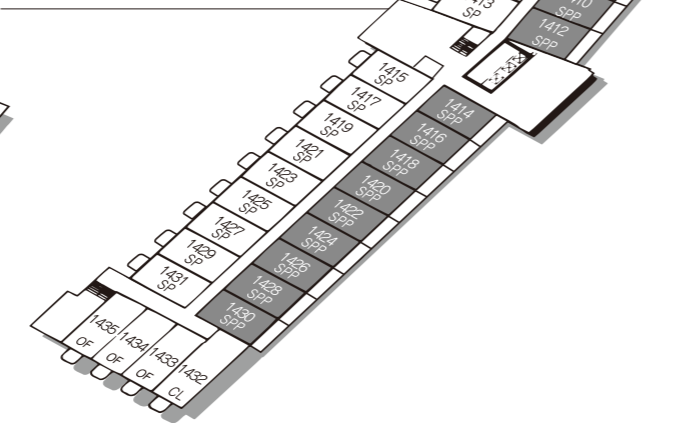 SP
SPP
1412
SPP
1415
SP
1417
SP
1419
SP
1421
SP
1423
SP
1425
SP
1427
SP
1429
SP
1431
SP
1414
SPP
1416
SPP
1418
SPP
1420
SPP
1422
SPP
1424
SPP
1426
SPP
1428
SPP
1430
SPP
1435
OF
1434
OF
1433
OF
1432
CL